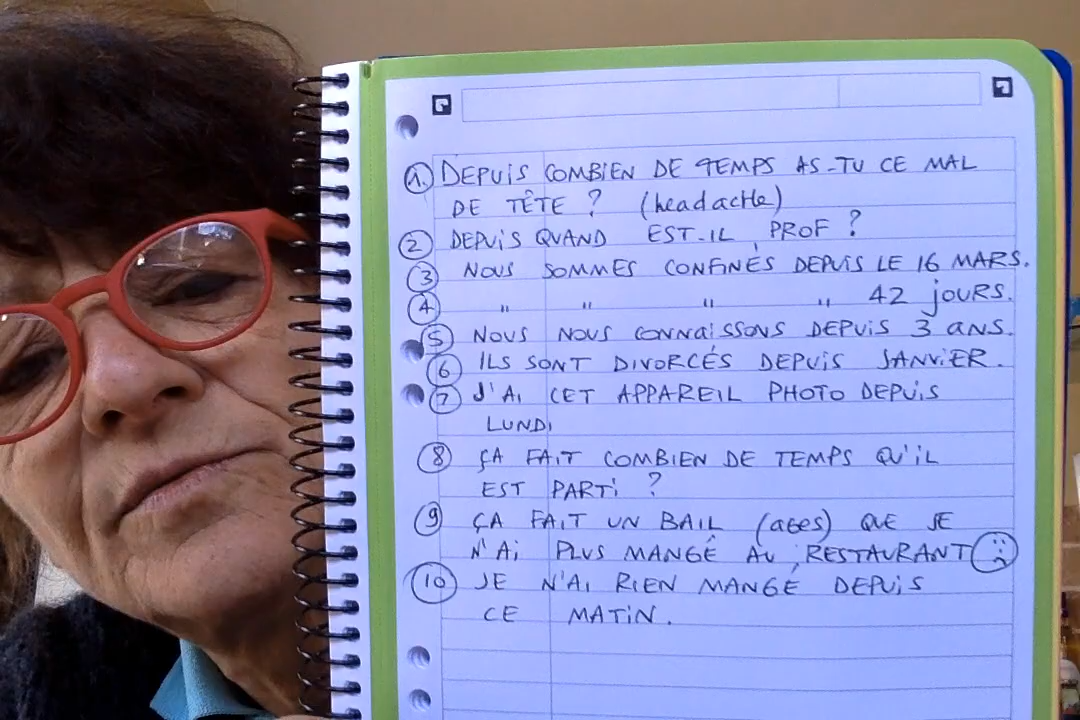 1. DEPUIS COMBIEN DE TEMPS AS-TU CE MAL
DE TÊTE ? (headache)
2 DEPUIS QUAND EST-IL PROF ?
3 NOUS SOMMES CONFINÉS DEPUIS LE 16 MARS.
4 " " " " 42 JOURS.
5 NOUS NOUS CONNAISSONS DEPUIS 3 ANS.
6 ILS SONT DIVORCÉS DEPUIS JANVIER.
7 J'AI CET APPAREIL PHOTO DEPUIS
LUNDI
8 ÇA FAIT COMBIEN DE TEMPS QU'IL
EST PARTI ?
9 ÇA FAIT UN BAIL (ages) QUE JE
N'AI PLUS MANGÉ AU RESTAURANT
10 JE N'AI RIEN MANGÉ DEPUIS
CE MATIN.